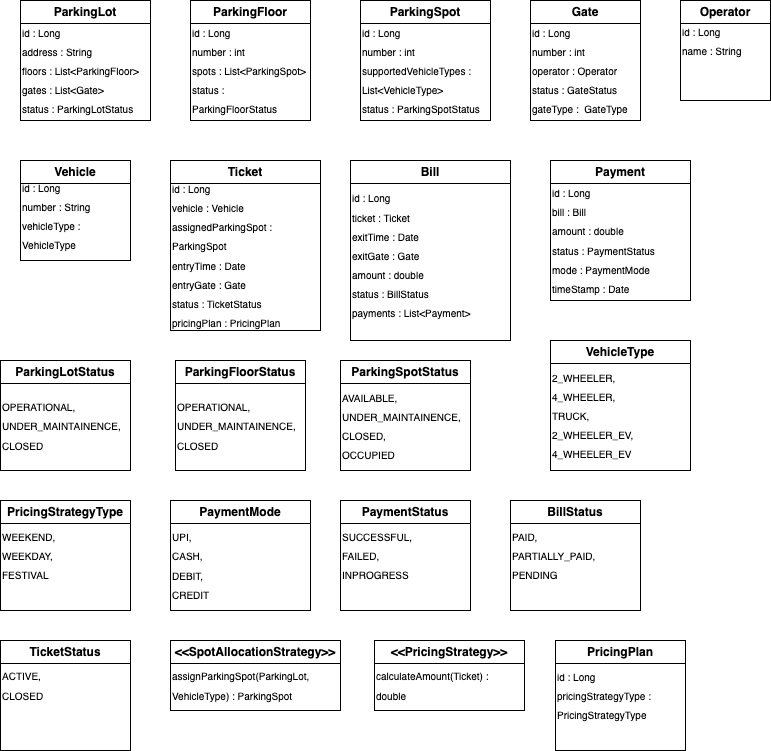 ParkingLot
id : Long
address : String
floors : List<ParkingFloor>
gates : List<Gate>
status : ParkingLotStatus
ParkingFloor
id : Long
number : int
spots : List<ParkingSpot>
status :
ParkingFloorStatus
ParkingSpot
id : Long
number : int
supportedVehicleTypes :
List<VehicleType>
status : ParkingSpotStatus
Gate
id : Long
number : int
operator : Operator
status : GateStatus
gateType :  GateType
Operator
id : Long
name : String
Vehicle
id : Long
number : String
vehicleType :
VehicleType
Ticket
id : Long
vehicle : Vehicle
assignedParkingSpot :
ParkingSpot
entryTime : Date
entryGate : Gate
status : TicketStatus
pricingPlan : PricingPlan
Bill
id : Long
ticket : Ticket
exitTime : Date
exitGate : Gate
amount : double
status : BillStatus
payments : List<Payment>
Payment
id : Long
bill : Bill
amount : double
status : PaymentStatus
mode : PaymentMode
timeStamp : Date
ParkingLotStatus
OPERATIONAL,
UNDER_MAINTAINENCE,
CLOSED
ParkingFloorStatus
OPERATIONAL,
UNDER_MAINTAINENCE,
CLOSED
ParkingSpotStatus
AVAILABLE,
UNDER_MAINTAINENCE,
CLOSED,
OCCUPIED
VehicleType
2_WHEELER,
4_WHEELER,
TRUCK,
2_WHEELER_EV,
4_WHEELER_EV
PricingStrategyType
WEEKEND,
WEEKDAY,
FESTIVAL
PaymentMode
UPI,
CASH,
DEBIT,
CREDIT
PaymentStatus
SUCCESSFUL,
FAILED,
INPROGRESS
BillStatus
PAID,
PARTIALLY_PAID,
PENDING
TicketStatus
ACTIVE,
CLOSED
<<SpotAllocationStrategy>>
assignParkingSpot(ParkingLot,
VehicleType) : ParkingSpot
<<PricingStrategy>>
calculateAmount(Ticket) :
double
PricingPlan
id : Long
pricingStrategyType :
PricingStrategyType